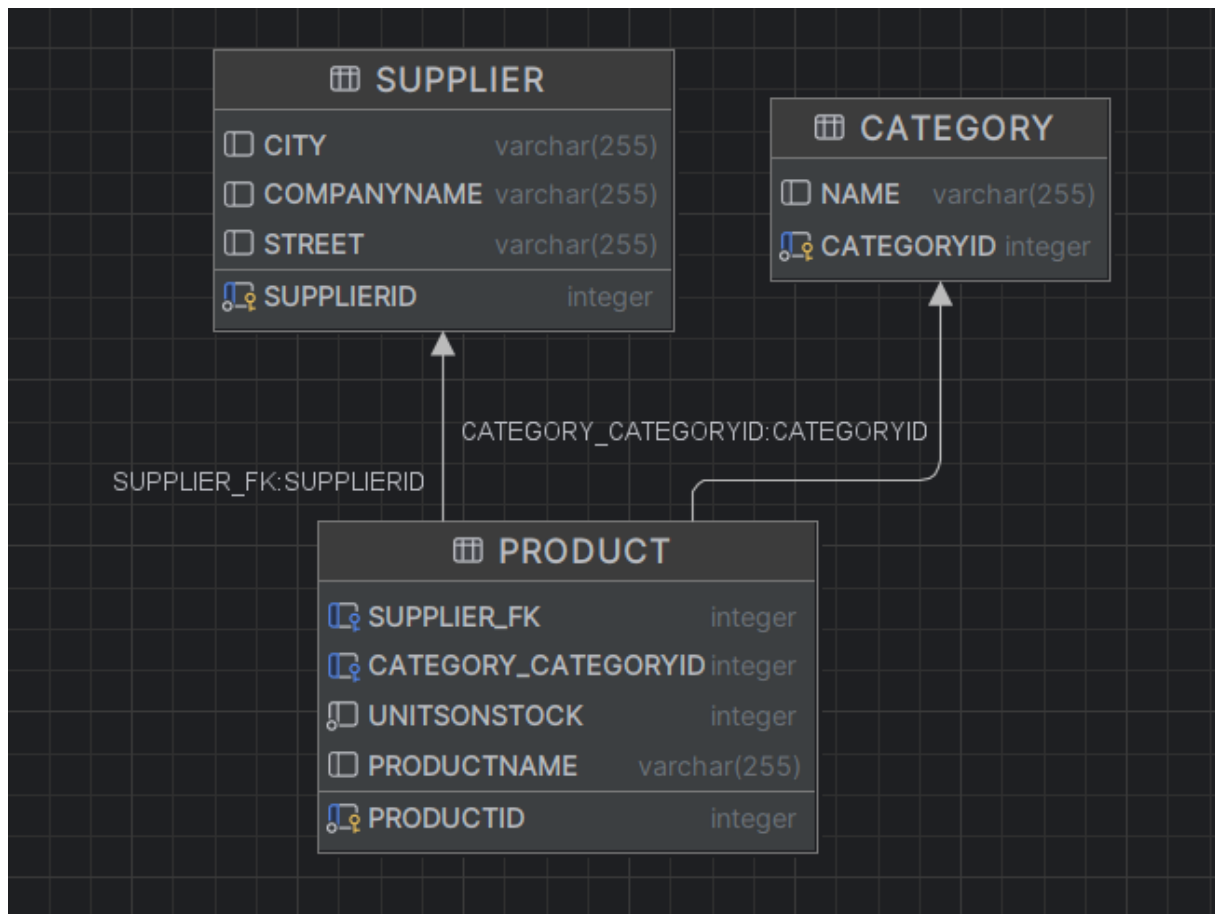 SUPPLIER
CITY varchar(255)
COMPANYNAME varchar(255)
STREET varchar(255)
SUPPLIERID integer
CATEGORY
NAME varchar(255)
CATEGORYID integer
CATEGORY_CATEGORYID:CATEGORYID
SUPPLIER_FK:SUPPLIERID
PRODUCT
SUPPLIER_FK integer
CATEGORY_CATEGORYID integer
UNITSONSTOCK integer
PRODUCTNAME varchar(255)
PRODUCTID integer